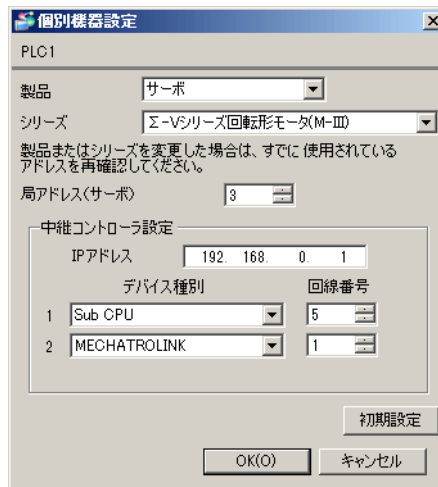 個別機器設定
PLC1
製品 サーボ
シリーズ Σ-Vシリーズ回転形モータ(M-Ⅲ)
製品またはシリーズを変更した場合は、すでに使用されている
アドレスを再確認してください。
局アドレス(サーボ) 3
中継コントローラ設定
IPアドレス 192. 168. 0. 1
デバイス種別 回線番号
1 Sub CPU 5
2 MECHATROLINK 1
初期設定
OK(O) キャンセル